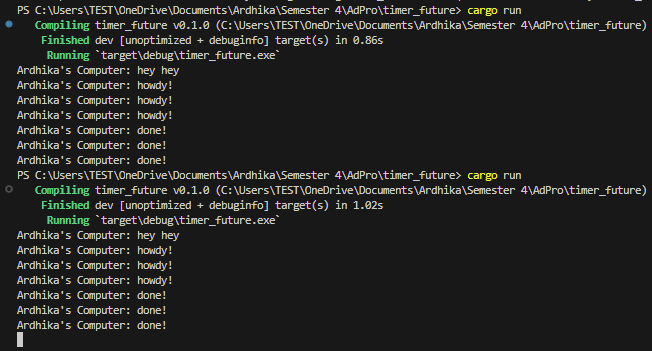 PS C:\Users\TEST\OneDrive\Documents\Ardhika\Semester 4\AdPro\timer_future> cargo run
   Compiling timer_future v0.1.0 (C:\Users\TEST\OneDrive\Documents\Ardhika\Semester 4\AdPro\timer_future)
    Finished dev [unoptimized + debuginfo] target(s) in 0.86s
     Running `target\debug\timer_future.exe`
Ardhika's Computer: hey hey
Ardhika's Computer: howdy!
Ardhika's Computer: howdy!
Ardhika's Computer: howdy!
Ardhika's Computer: done!
Ardhika's Computer: done!
Ardhika's Computer: done!
PS C:\Users\TEST\OneDrive\Documents\Ardhika\Semester 4\AdPro\timer_future> cargo run
   Compiling timer_future v0.1.0 (C:\Users\TEST\OneDrive\Documents\Ardhika\Semester 4\AdPro\timer_future)
    Finished dev [unoptimized + debuginfo] target(s) in 1.02s
     Running `target\debug\timer_future.exe`
Ardhika's Computer: hey hey
Ardhika's Computer: howdy!
Ardhika's Computer: howdy!
Ardhika's Computer: howdy!
Ardhika's Computer: done!
Ardhika's Computer: done!
Ardhika's Computer: done!